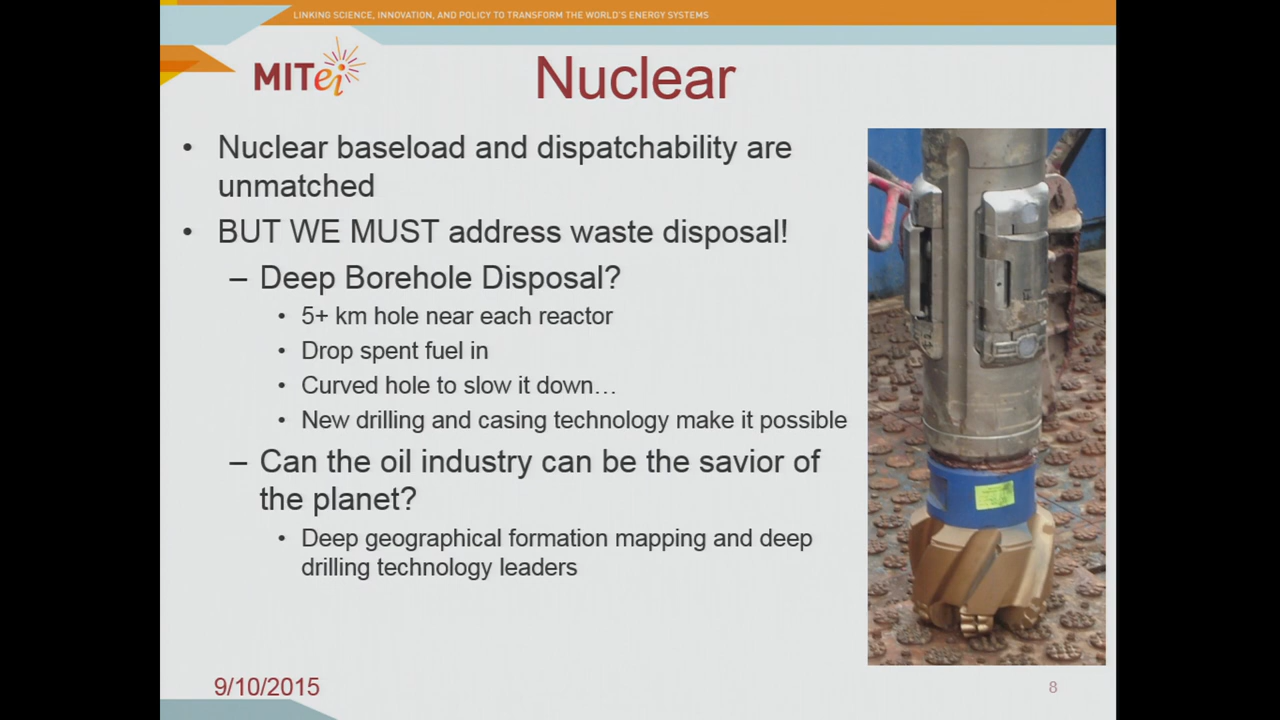 LINKING SCIENCE, INNOVATION, AND POLICY TO TRANSFORM THE WORLD'S ENERGY SYSTEMS
MITei
Nuclear
• Nuclear baseload and dispatchability are
unmatched
• BUT WE MUST address waste disposal!
– Deep Borehole Disposal?
• 5+ km hole near each reactor
• Drop spent fuel in
• Curved hole to slow it down…
• New drilling and casing technology make it possible
– Can the oil industry can be the savior of
the planet?
• Deep geographical formation mapping and deep
drilling technology leaders
9/10/2015
8